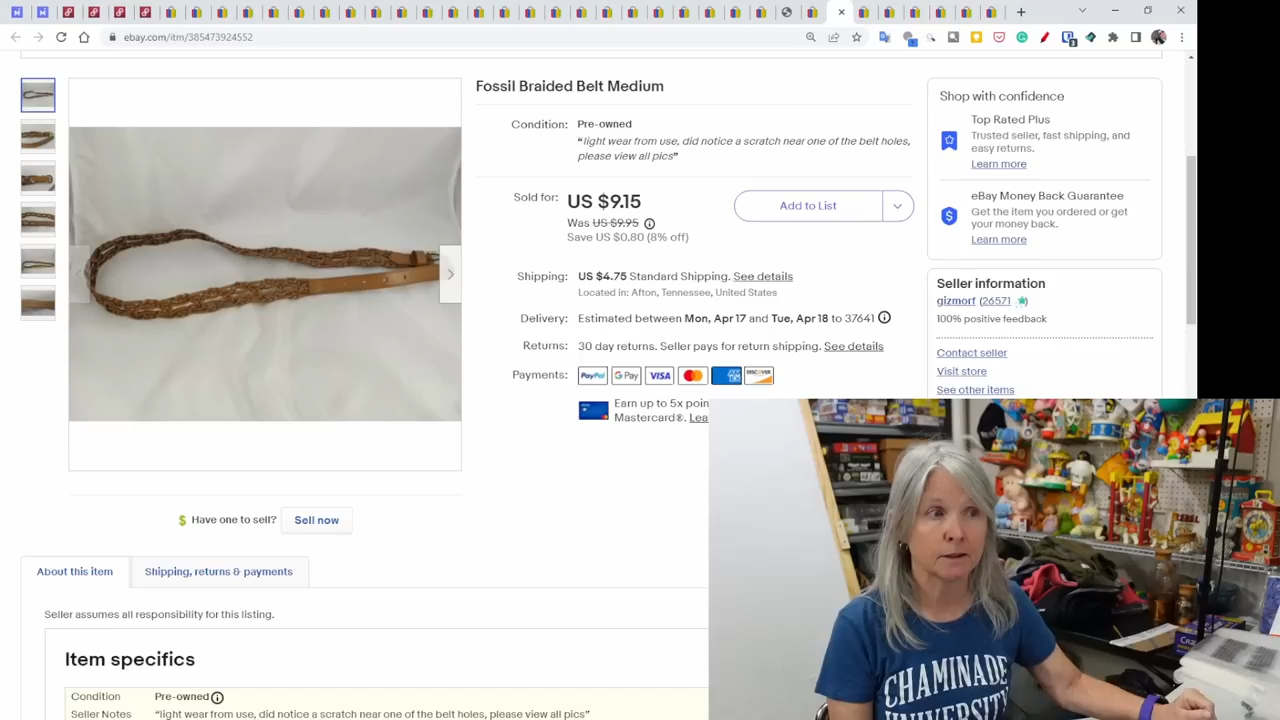 ebay.com/itm/385473924552
Fossil Braided Belt Medium
Condition:
Pre-owned
“light wear from use, did notice a scratch near one of the belt holes,
please view all pics”
Sold for:
US $9.15
Was US $9.95
Save US $0.80 (8% off)
Add to List
Shipping:
US $4.75 Standard Shipping. See details
Located in: Afton, Tennessee, United States
Delivery:
Estimated between Mon, Apr 17 and Tue, Apr 18 to 37641
Returns:
30 day returns. Seller pays for return shipping. See details
Payments:
PayPal G Pay VISA DISCOVER
Earn up to 5x poin
Mastercard®. Lea
Shop with confidence
Top Rated Plus
Trusted seller, fast shipping, and
easy returns.
Learn more
eBay Money Back Guarantee
Get the item you ordered or get
your money back.
Learn more
Seller information
gizmorf (26571)
100% positive feedback
Contact seller
Visit store
See other items
Have one to sell?
Sell now
About this item
Shipping, returns & payments
Seller assumes all responsibility for this listing.
Item specifics
Condition
Pre-owned
Seller Notes
“light wear from use, did notice a scratch near one of the belt holes, please view all pics”
CHAMINADE
UNIVERSITY